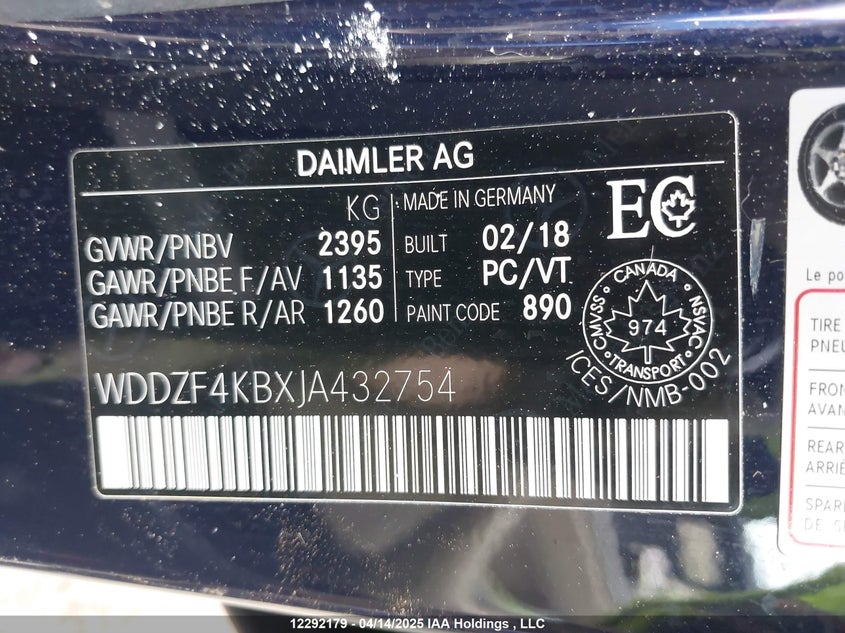 DAIMLER AG
KG
GVWR/PNBV 2395
GAWR/PNBE F/AV 1135
GAWR/PNBE R/AR 1260
MADE IN GERMANY
BUILT 02/18
TYPE PC/VT
PAINT CODE 890
EC
CANADA
CMVSS NSVAC
974
TRANSPORT
ICES/NMB-002
WDDZF4KBXJA432754
Le po
TIRE
PNEU
FRON
AVAN
REAR
ARRIÈ
SPAR
DE
12292179 - 04/14/2025 IAA Holdings , LLC